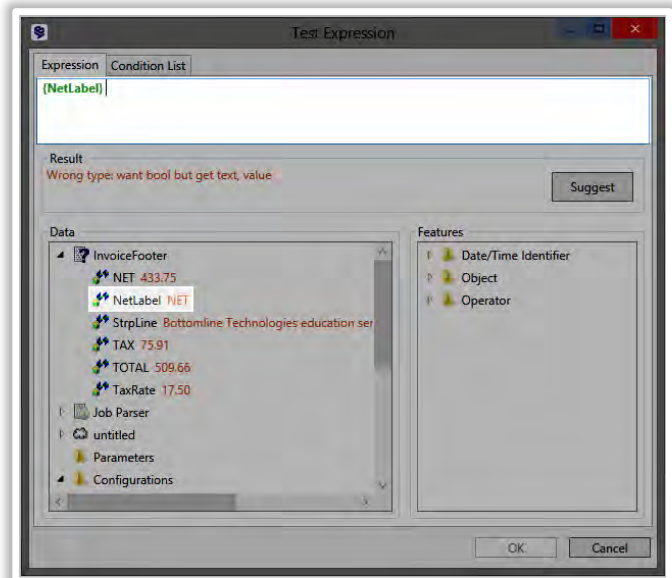 Test Expression
Expression Condition List
{NetLabel}
Result
Wrong type: want bool but get text, value
Suggest
Data
Features
InvoiceFooter
NET 433.75
NetLabel NET
StrpLine Bottomline Technologies education ser
TAX 75.91
TOTAL 509.66
TaxRate 17.50
Job Parser
untitled
Parameters
Configurations
Date/Time Identifier
Object
Operator
OK
Cancel